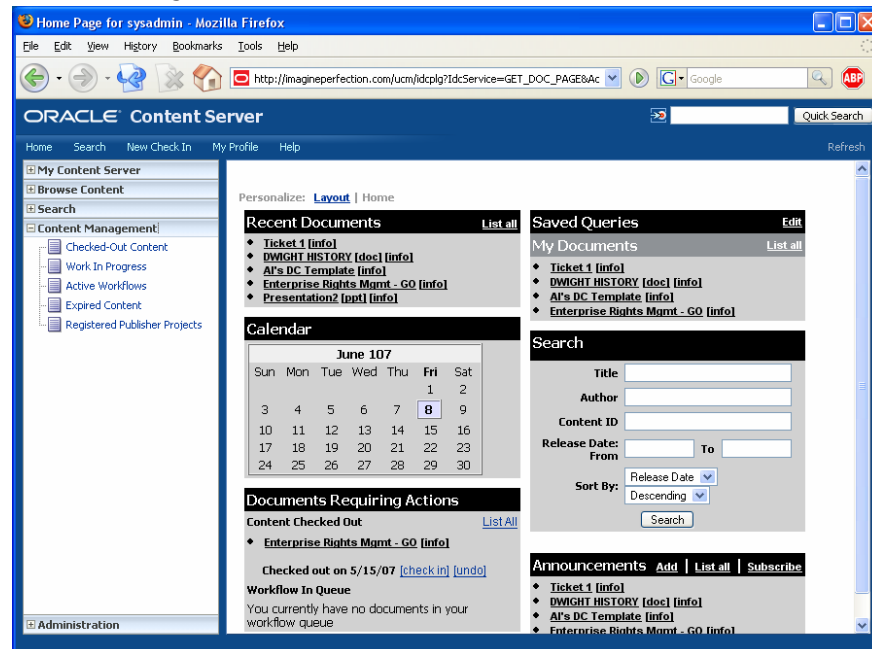 Home Page for sysadmin - Mozilla Firefox
File Edit View History Bookmarks Tools Help
http://imagineperfection.com/ucm/idcplg?IdcService=GET_DOC_PAGE&Ac
G Google
ABP
ORACLE Content Server
Quick Search
Home Search New Check In My Profile Help
Refresh
My Content Server
Browse Content
Search
Content Management
Checked-Out Content
Work In Progress
Active Workflows
Expired Content
Registered Publisher Projects
Administration
Personalize: Layout | Home
Recent Documents List all
Ticket 1 [info]
DWIGHT HISTORY [doc] [info]
Al's DC Template [info]
Enterprise Rights Mgmt - GO [info]
Presentation2 [ppt] [info]
Calendar
June 107
Sun Mon Tue Wed Thu Fri Sat
1 2
3 4 5 6 7 8 9
10 11 12 13 14 15 16
17 18 19 20 21 22 23
24 25 26 27 28 29 30
Documents Requiring Actions
Content Checked Out List All
Enterprise Rights Mgmt - GO [info]
Checked out on 5/15/07 [check in] [undo]
Workflow In Queue
You currently have no documents in your
workflow queue
Saved Queries Edit
My Documents List all
Ticket 1 [info]
DWIGHT HISTORY [doc] [info]
Al's DC Template [info]
Enterprise Rights Mgmt - GO [info]
Search
Title
Author
Content ID
Release Date:
From To
Sort By: Release Date
Descending
Search
Announcements Add | List all | Subscribe
Ticket 1 [info]
DWIGHT HISTORY [doc] [info]
Al's DC Template [info]
Enterprise Rights Mgmt - GO [info]